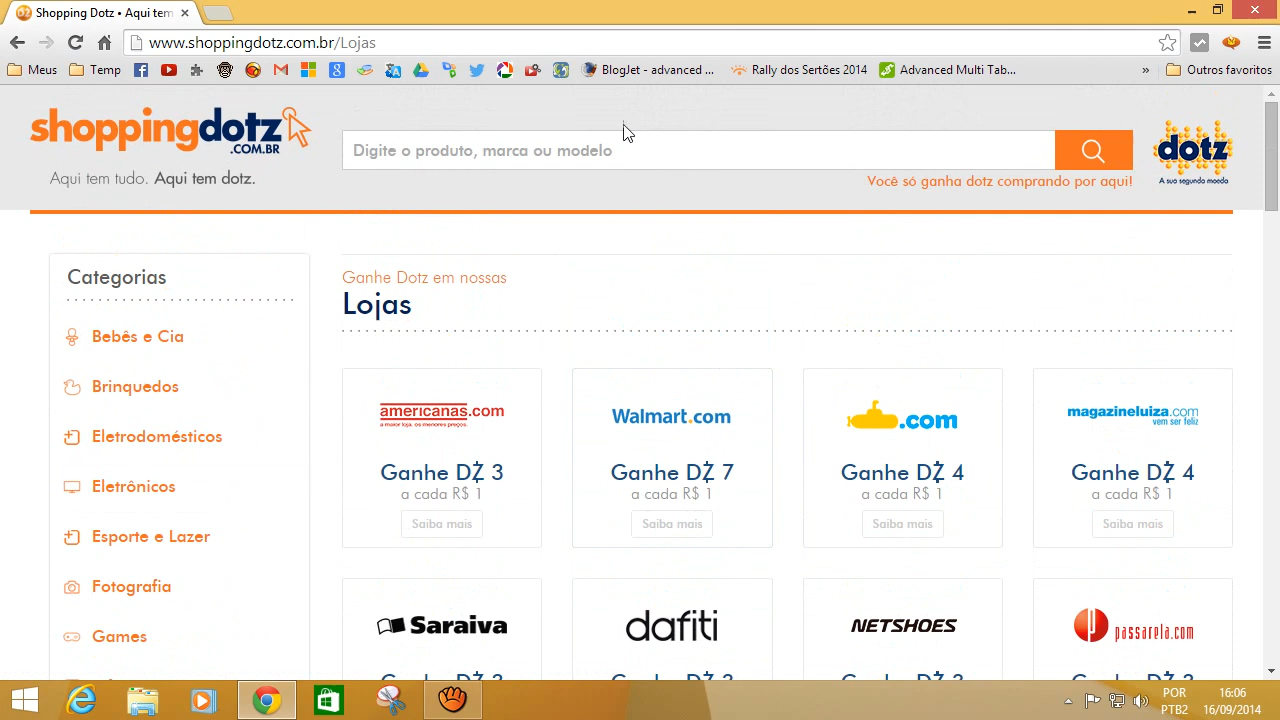 Shopping Dotz • Aqui tem
www.shoppingdotz.com.br/Lojas
Meus
Temp
BlogJet - advanced ...
Rally dos Sertões 2014
Advanced Multi Tab...
»
Outros favoritos
shoppingdotz
.COM.BR
Aqui tem tudo. Aqui tem dotz.
Digite o produto, marca ou modelo
Você só ganha dotz comprando por aqui!
dotz
A sua segunda moeda
Categorias
Bebês e Cia
Brinquedos
Eletrodomésticos
Eletrônicos
Esporte e Lazer
Fotografia
Games
Ganhe Dotz em nossas
Lojas
americanas.com
a maior loja. os menores preços.
Ganhe DZ 3
a cada R$ 1
Saiba mais
Walmart.com
Ganhe DZ 7
a cada R$ 1
Saiba mais
.com
Ganhe DZ 4
a cada R$ 1
Saiba mais
magazineluiza.com
vem ser feliz
Ganhe DZ 4
a cada R$ 1
Saiba mais
Saraiva
dafiti
NETSHOES
passarela.com
POR
PTB2
16:06
16/09/2014